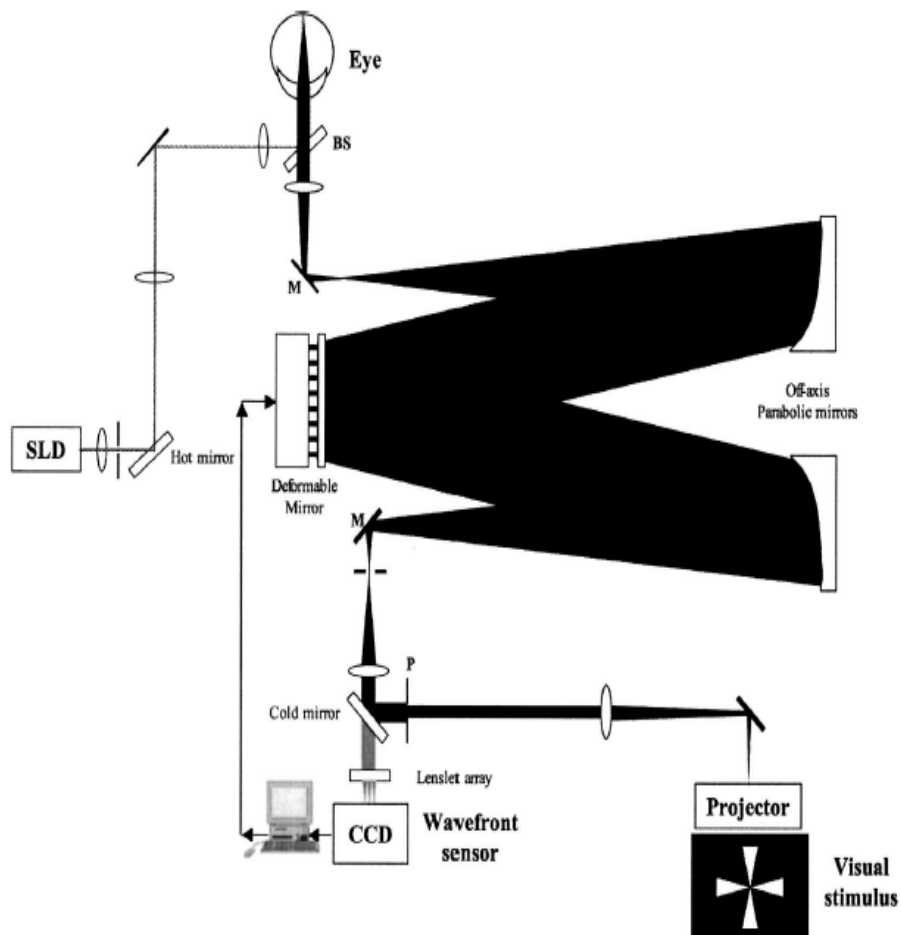 Eye
BS
M
Off-axis
Parabolic mirrors
SLD
Hot mirror
Deformable
Mirror
M
P
Cold mirror
Lenslet array
Projector
CCD
Wavefront
sensor
Visual
stimulus